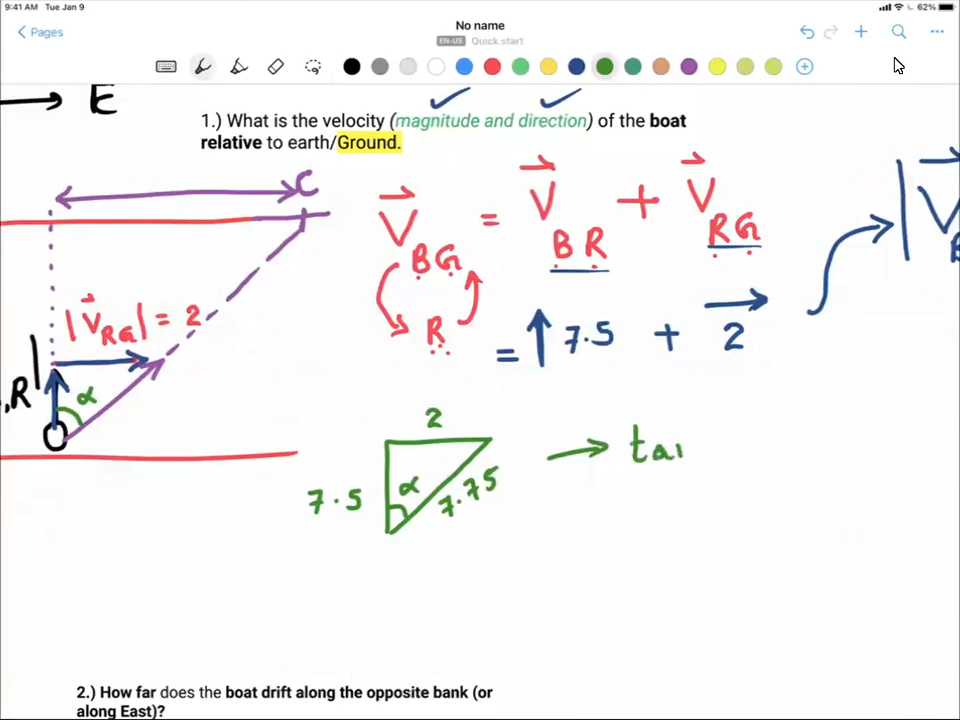 9:41 AM Tue Jan 9
62%
Pages
No name
EN-US Quick start
E
1.) What is the velocity (magnitude and direction) of the boat
relative to earth/Ground.
C
V BG = V BR + V RG
R
|V RG| = 2
= ↑ 7.5 + 2
,R|
α
O
2
7.5
α
7.75
→ tan
|V B
2.) How far does the boat drift along the opposite bank (or
along East)?